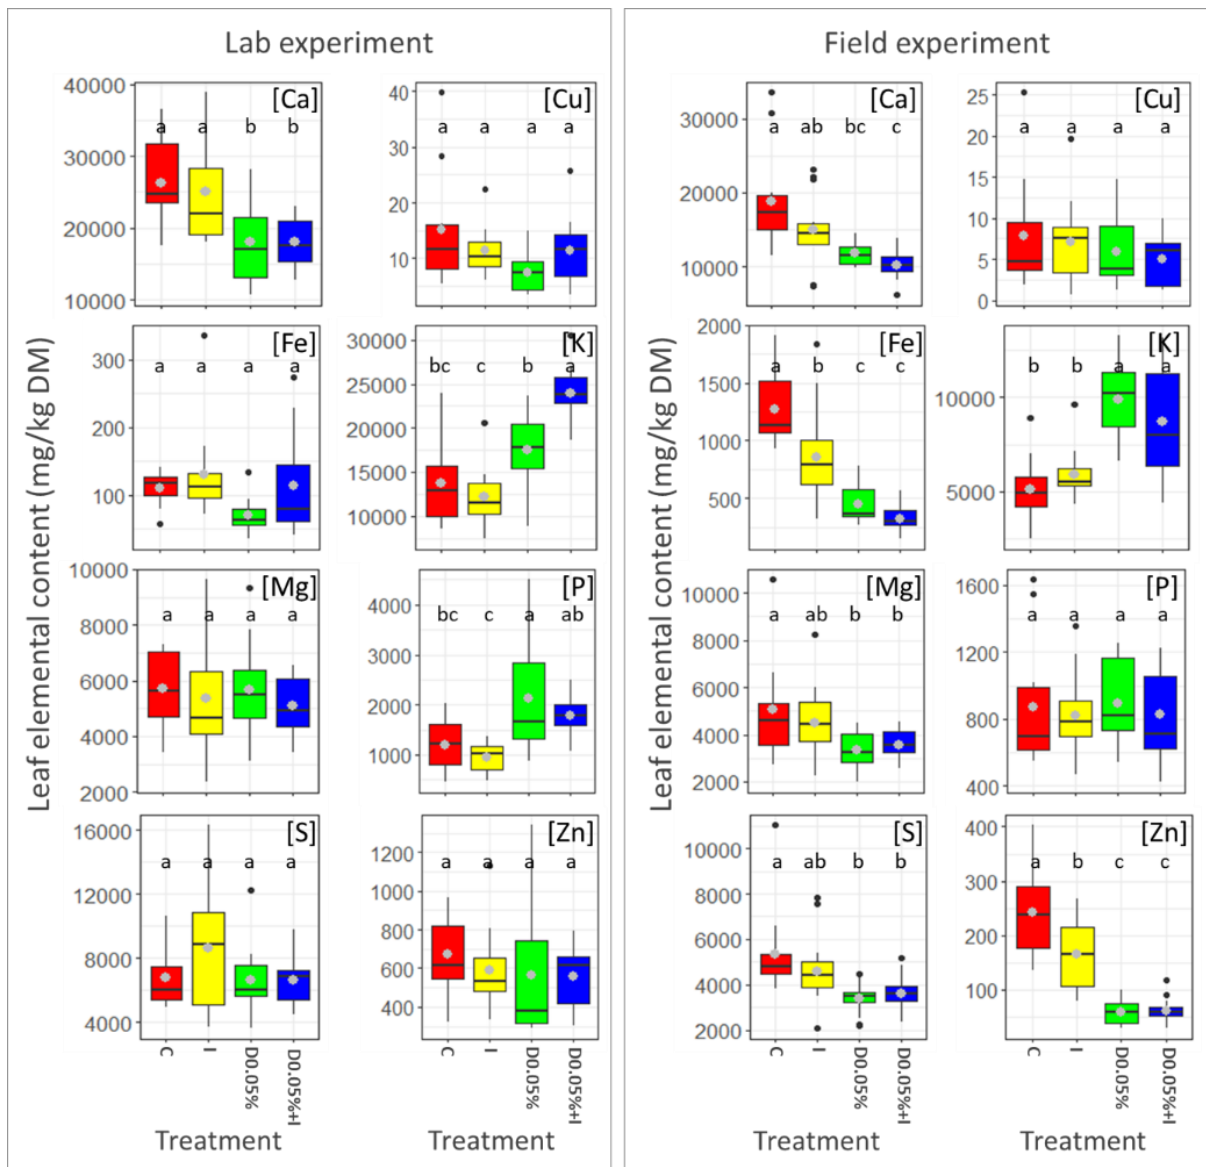 Lab experiment
Field experiment
Leaf elemental content (mg/kg DM)
[Ca]
40000
30000
20000
10000
a a b b
[Cu]
40
30
20
10
a a a a
[Fe]
300
200
100
a a a a
[K]
30000
25000
20000
15000
10000
bc c b a
[Mg]
10000
8000
6000
4000
2000
a a a a
[P]
4000
3000
2000
1000
bc c a ab
[S]
16000
12000
8000
4000
a a a a
[Zn]
1200
1000
800
600
400
a a a a
C I D0.05% D0.05%+I
C I D0.05% D0.05%+I
Treatment
Treatment
Leaf elemental content (mg/kg DM)
[Ca]
30000
20000
10000
a ab bc c
[Cu]
25
20
15
10
5
0
a a a a
[Fe]
2000
1500
1000
500
a b c c
[K]
10000
5000
b b a a
[Mg]
10000
8000
6000
4000
2000
a ab b b
[P]
1600
1200
800
400
a a a a
[S]
10000
8000
6000
4000
2000
a ab b b
[Zn]
400
300
200
100
a b c c
C I D0.05% D0.05%+I
C I D0.05% D0.05%+I
Treatment
Treatment